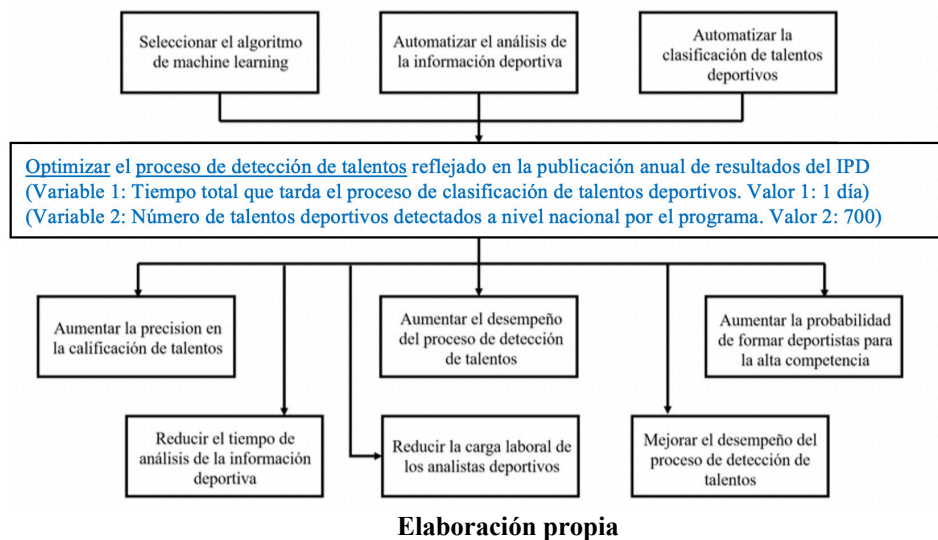 Seleccionar el algoritmo
de machine learning
Automatizar el análisis de
la información deportiva
Automatizar la
clasificación de talentos
deportivos
Optimizar el proceso de detección de talentos reflejado en la publicación anual de resultados del IPD
(Variable 1: Tiempo total que tarda el proceso de clasificación de talentos deportivos. Valor 1: 1 día)
(Variable 2: Número de talentos deportivos detectados a nivel nacional por el programa. Valor 2: 700)
Aumentar la precision en
la calificación de talentos
Aumentar el desempeño
del proceso de detección
de talentos
Aumentar la probabilidad
de formar deportistas para
la alta competencia
Reducir el tiempo de
análisis de la información
deportiva
Reducir la carga laboral de
los analistas deportivos
Mejorar el desempeño del
proceso de detección de
talentos
Elaboración propia